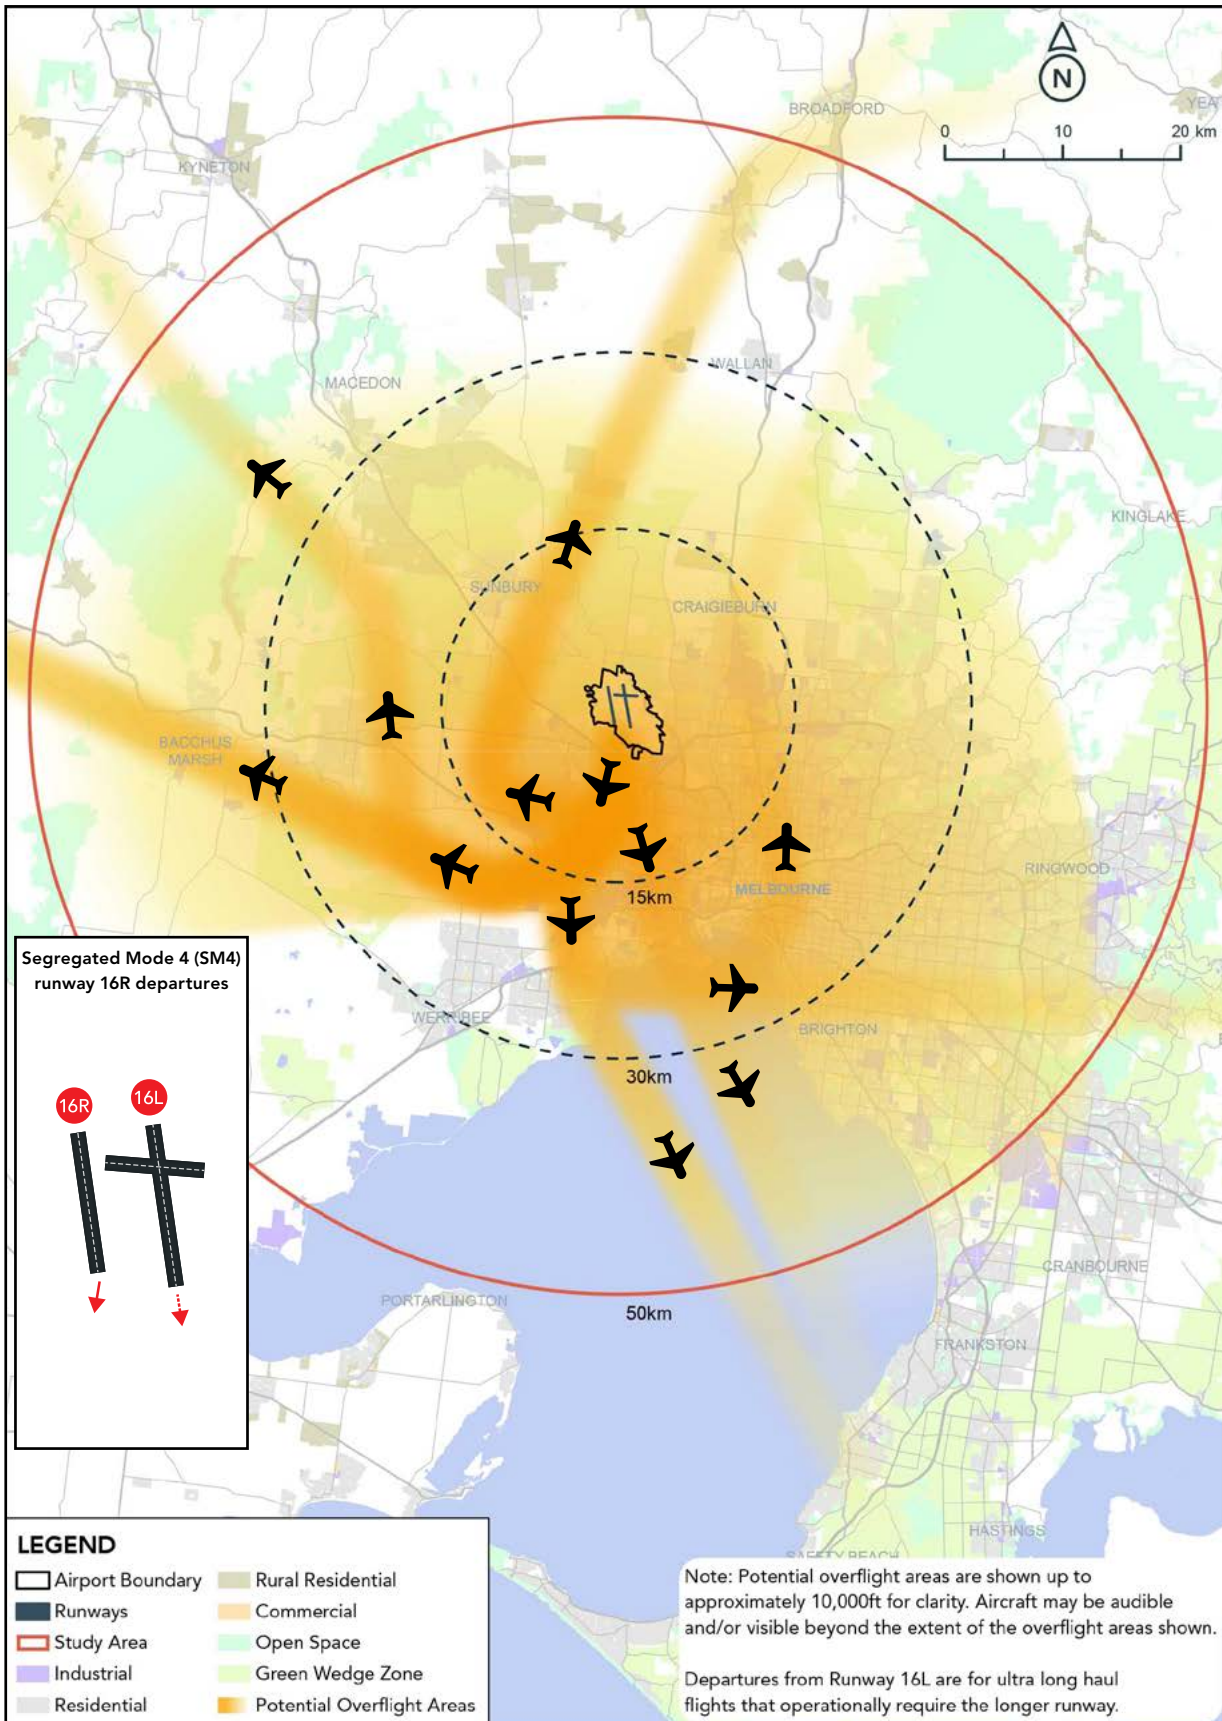 N
0 10 20 km
BROADFORD
YEA
KYNETON
MACEDON
WALLAN
KINGLAKE
SUNBURY
CRAIGIEBURN
BACCHUS
MARSH
RINGWOOD
MELBOURNE
15km
WERRIBEE
BRIGHTON
30km
Segregated Mode 4 (SM4)
runway 16R departures
16R
16L
CRANBOURNE
PORTARLINGTON
50km
FRANKSTON
HASTINGS
SAFETY BEACH
LEGEND
Airport Boundary
Runways
Study Area
Industrial
Residential
Rural Residential
Commercial
Open Space
Green Wedge Zone
Potential Overflight Areas
Note: Potential overflight areas are shown up to
approximately 10,000ft for clarity. Aircraft may be audible
and/or visible beyond the extent of the overflight areas shown.
Departures from Runway 16L are for ultra long haul
flights that operationally require the longer runway.